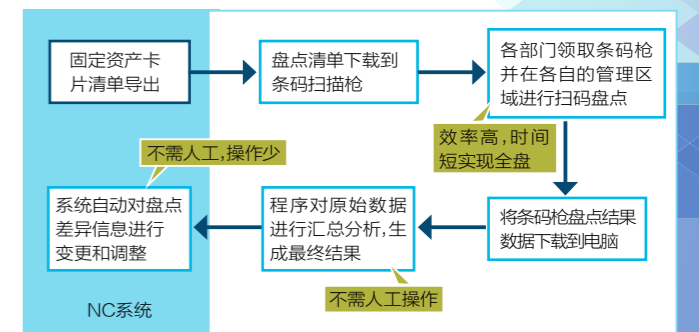 固定资产卡
片清单导出
盘点清单下载到
条码扫描枪
各部门领取条码枪
并在各自的管理区
域进行扫码盘点
效率高,时间
短实现全盘
不需人工,操作少
系统自动对盘点
差异信息进行
变更和调整
程序对原始数据
进行汇总分析,生
成最终结果
将条码枪盘点结果
数据下载到电脑
不需人工操作
NC系统